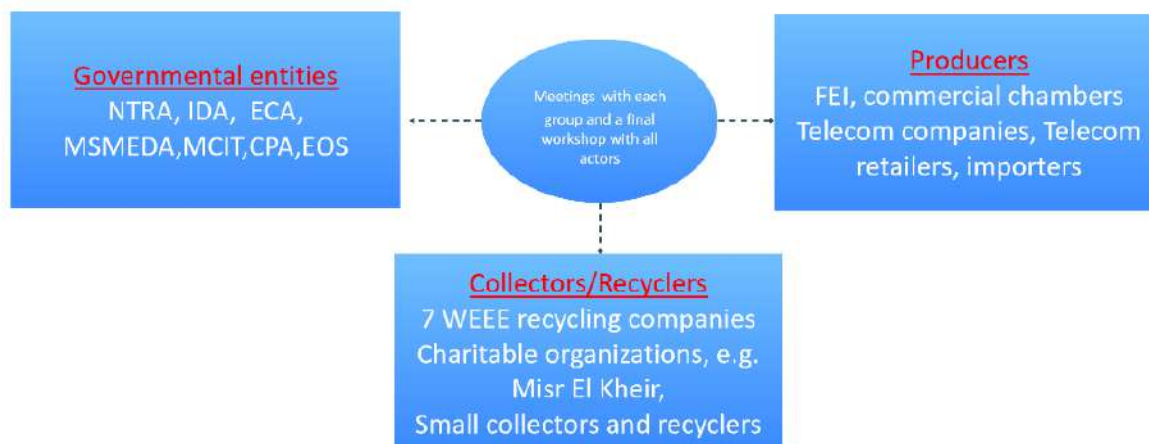 Governmental entities
NTRA, IDA, ECA,
MSMEDA,MCIT,CPA,EOS
Meetings with each
group and a final
workshop with all
actors
Producers
FEI, commercial chambers
Telecom companies, Telecom
retailers, importers
Collectors/Recyclers
7 WEEE recycling companies
Charitable organizations, e.g.
Misr El Kheir,
Small collectors and recyclers